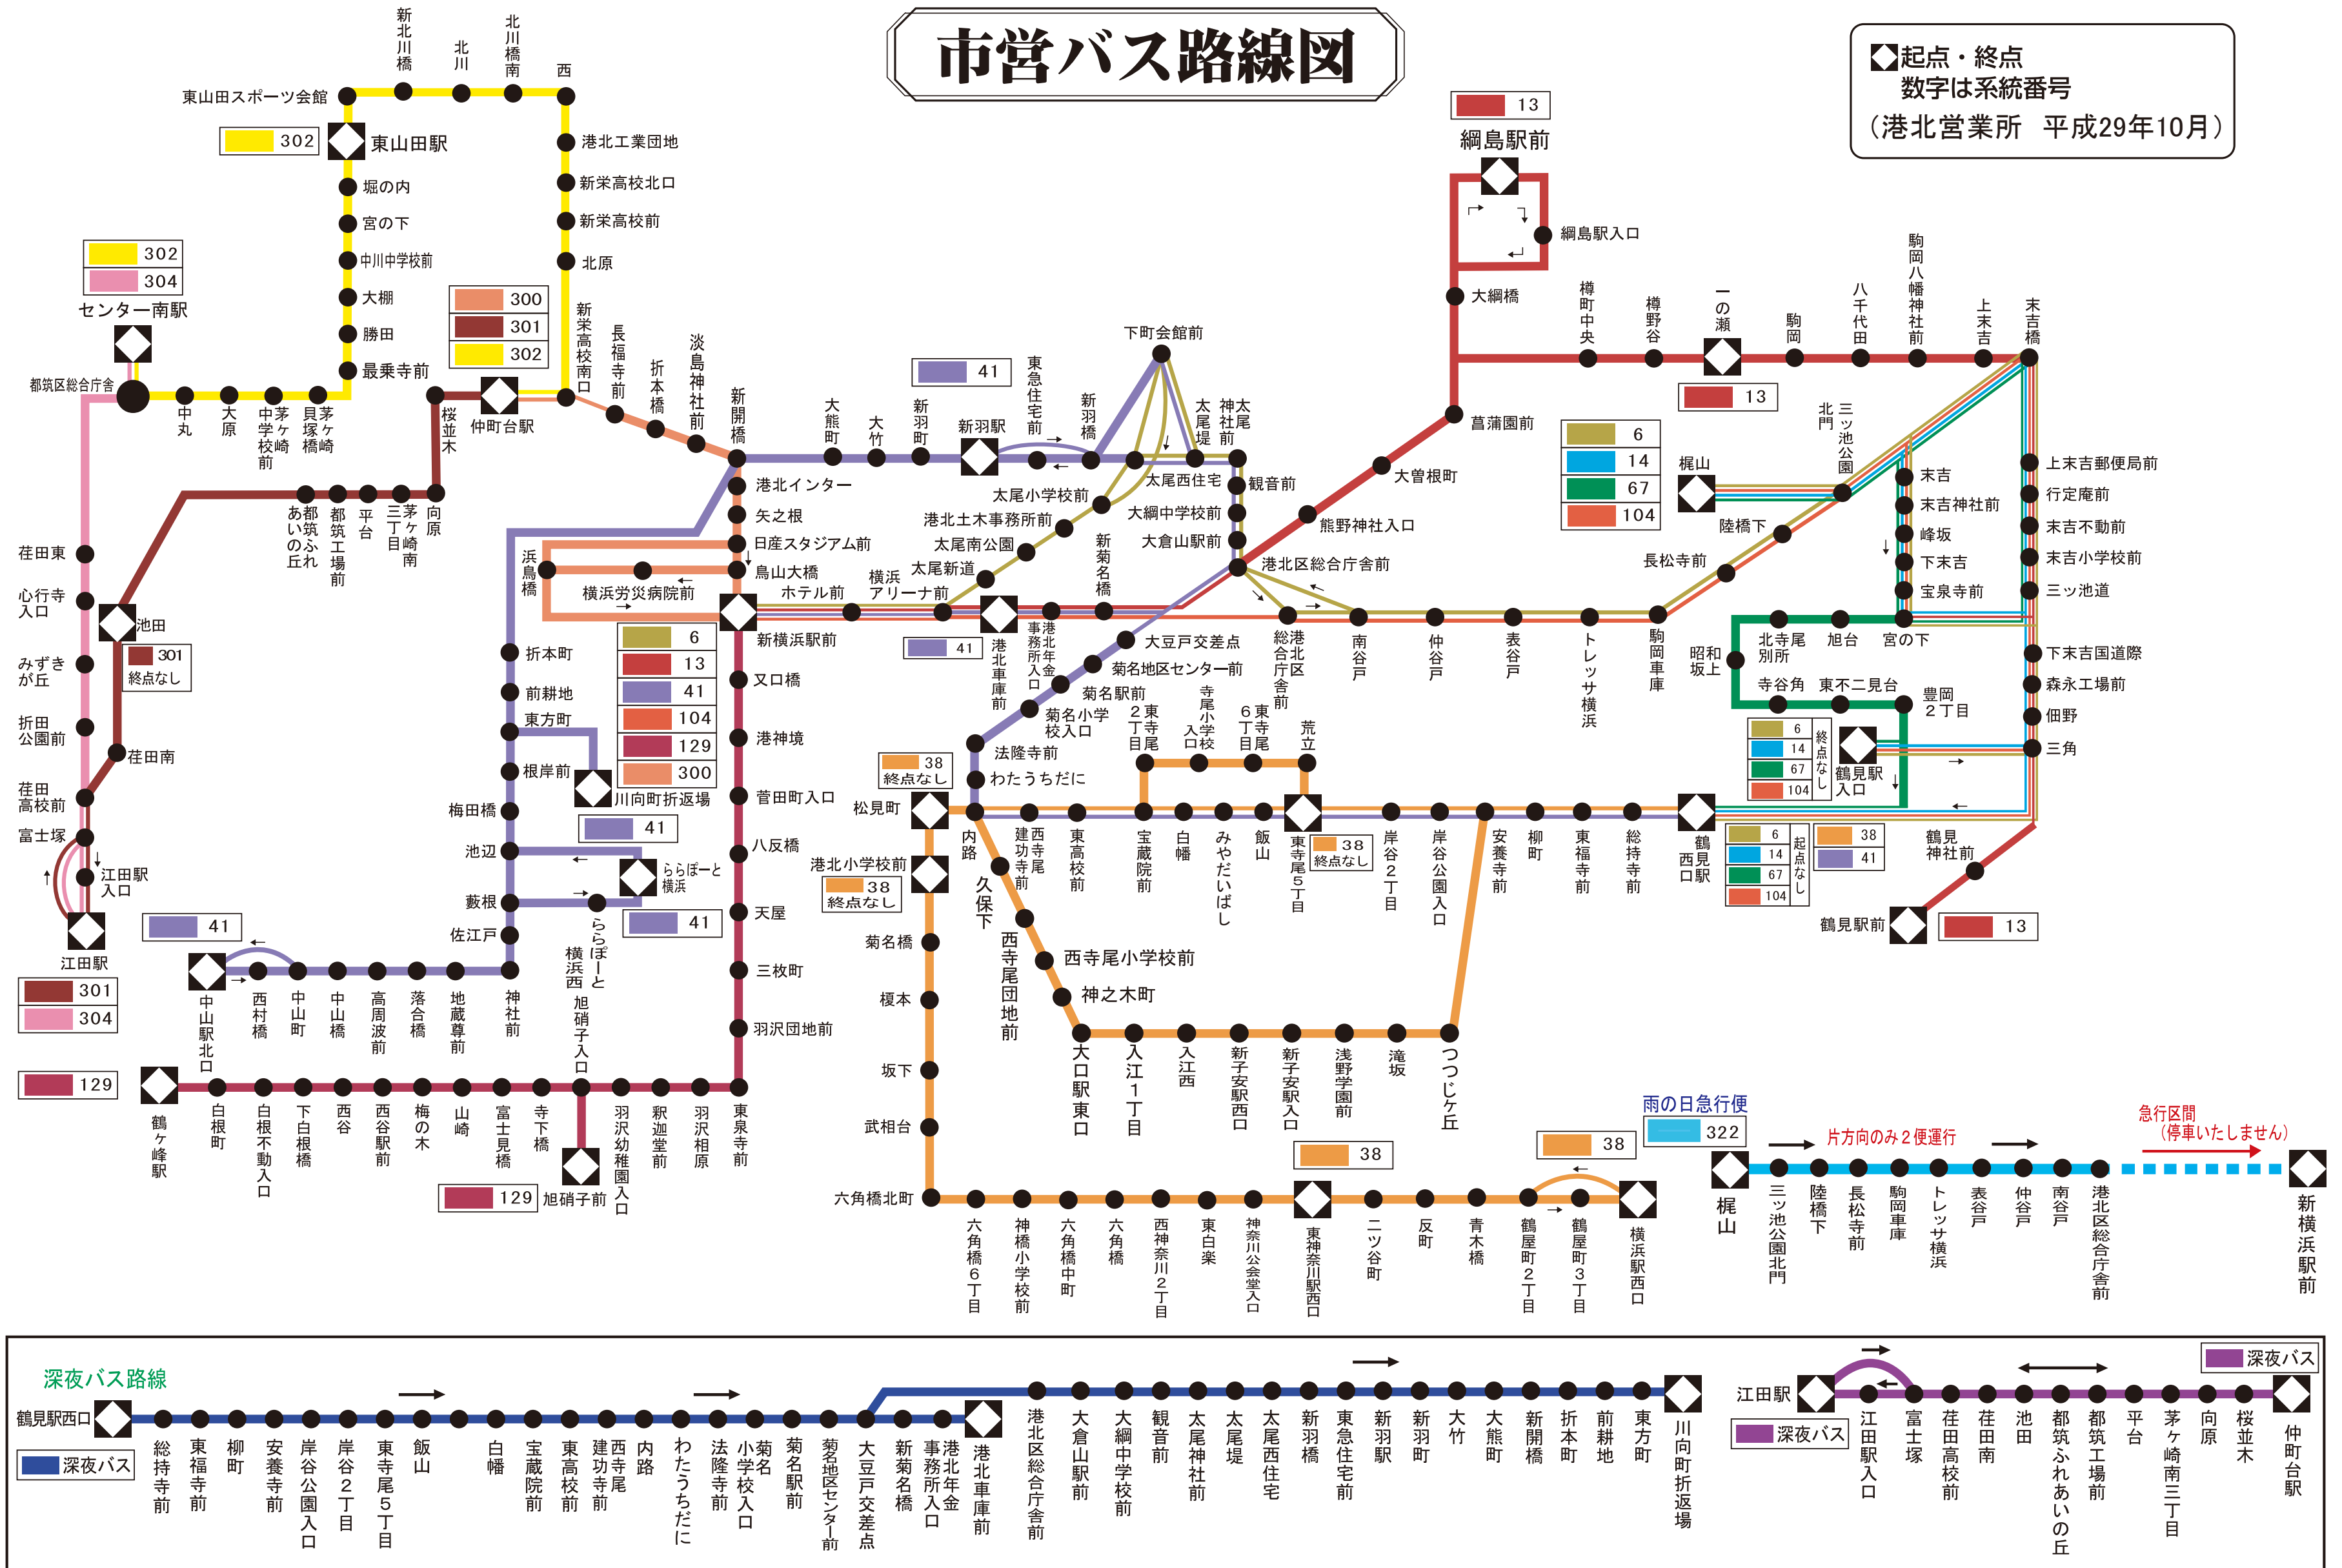 市営バス路線図
起点・終点
数字は系統番号
(港北営業所 平成29年10月)
新北川橋
北川
北川橋南
西
東山田スポーツ会館
302
東山田駅
堀の内
宮の下
中川中学校前
大棚
勝田
最乗寺前
港北工業団地
新栄高校北口
新栄高校前
北原
新栄高校南口
302
304
センター南駅
都筑区総合庁舎
中丸
大原
茅ヶ崎中学校前
茅ヶ崎貝塚橋
300
301
302
仲町台駅
桜並木
向原
茅ヶ崎南三丁目
平台
都筑工場前
都筑ふれあいの丘
長福寺前
折本橋
淡島神社前
新開橋
荏田東
心行寺入口
みずきが丘
折田公園前
荏田高校前
富士塚
江田駅入口
江田駅
301
304
池田
301
終点なし
荏田南
大熊町
大竹
新羽町
41
新羽駅
東急住宅前
新羽橋
下町会館前
太尾堤
太尾神社前
太尾西住宅
観音前
大綱中学校前
大倉山駅前
港北区総合庁舎前
太尾小学校前
港北土木事務所前
太尾南公園
太尾新道
港北インター
矢之根
日産スタジアム前
鳥山大橋
浜鳥橋
横浜労災病院前
新横浜駅前
6
13
41
104
129
300
ホテル前
横浜アリーナ前
41
港北車庫前
港北年金事務所入口
新菊名橋
大豆戸交差点
菊名地区センター前
菊名駅前
菊名小学校入口
法隆寺前
わたうちだに
13
綱島駅前
綱島駅入口
大綱橋
樽町中央
樽野谷
一の瀬
13
駒岡
八千代田
駒岡八幡神社前
上末吉
末吉橋
菖蒲園前
大曽根町
熊野神社入口
6
14
67
104
梶山
三ッ池公園北門
陸橋下
長松寺前
駒岡車庫
トレッサ横浜
表谷戸
仲谷戸
南谷戸
港北区総合庁舎前
末吉
末吉神社前
峰坂
下末吉
宝泉寺前
宮の下
旭台
北寺尾別所
昭和坂上
寺谷角
東不二見台
豊岡2丁目
上末吉郵便局前
行定庵前
末吉不動前
末吉小学校前
三ッ池道
下末吉国道際
森永工場前
佃野
三角
6
14
67
104
終点なし
鶴見駅入口
鶴見駅西口
6
14
67
104
起点なし
38
41
鶴見神社前
鶴見駅前
13
折本町
前耕地
東方町
根岸前
梅田橋
池辺
藪根
佐江戸
神社前
川向町折返場
41
ららぽーと横浜
41
ららぽーと横浜西
41
中山駅北口
西村橋
中山町
中山橋
高周波前
落合橋
地蔵尊前
又口橋
港神境
菅田町入口
八反橋
天屋
三枚町
羽沢団地前
129
鶴ヶ峰駅
白根町
白根不動入口
下白根橋
西谷
西谷駅前
梅の木
山崎
富士見橋
寺下橋
旭硝子入口
羽沢幼稚園入口
釈迦堂前
羽沢相原
東泉寺前
129
旭硝子前
38
終点なし
松見町
港北小学校前
38
終点なし
菊名橋
榎本
坂下
武相台
六角橋北町
内路
西寺尾建功寺前
東高校前
宝蔵院前
白幡
みやだいばし
飯山
東寺尾5丁目
38
終点なし
東寺尾2丁目
寺尾小学校入口
東寺尾6丁目
荒立
岸谷2丁目
岸谷公園入口
安養寺前
柳町
東福寺前
総持寺前
久保下
西寺尾団地前
西寺尾小学校前
神之木町
大口駅東口
入江1丁目
入江西
新子安駅西口
新子安駅入口
浅野学園前
滝坂
つつじヶ丘
六角橋6丁目
神橋小学校前
六角橋中町
六角橋
西神奈川2丁目
東白楽
神奈川公会堂入口
38
東神奈川駅西口
二ツ谷町
反町
青木橋
鶴屋町2丁目
鶴屋町3丁目
38
横浜駅西口
雨の日急行便
322
片方向のみ2便運行
急行区間
(停車いたしません)
梶山
三ッ池公園北門
陸橋下
長松寺前
駒岡車庫
トレッサ横浜
表谷戸
仲谷戸
南谷戸
港北区総合庁舎前
新横浜駅前
深夜バス路線
鶴見駅西口
深夜バス
総持寺前
東福寺前
柳町
安養寺前
岸谷公園入口
岸谷2丁目
東寺尾5丁目
飯山
白幡
宝蔵院前
東高校前
西寺尾建功寺前
内路
わたうちだに
法隆寺前
菊名小学校入口
菊名駅前
菊名地区センター前
大豆戸交差点
新菊名橋
港北年金事務所入口
港北車庫前
港北区総合庁舎前
大倉山駅前
大綱中学校前
観音前
太尾神社前
太尾堤
太尾西住宅
新羽橋
東急住宅前
新羽駅
新羽町
大竹
大熊町
新開橋
折本町
前耕地
東方町
川向町折返場
江田駅
深夜バス
江田駅入口
富士塚
荏田高校前
荏田南
池田
都筑ふれあいの丘
都筑工場前
平台
茅ヶ崎南三丁目
向原
桜並木
仲町台駅
深夜バス